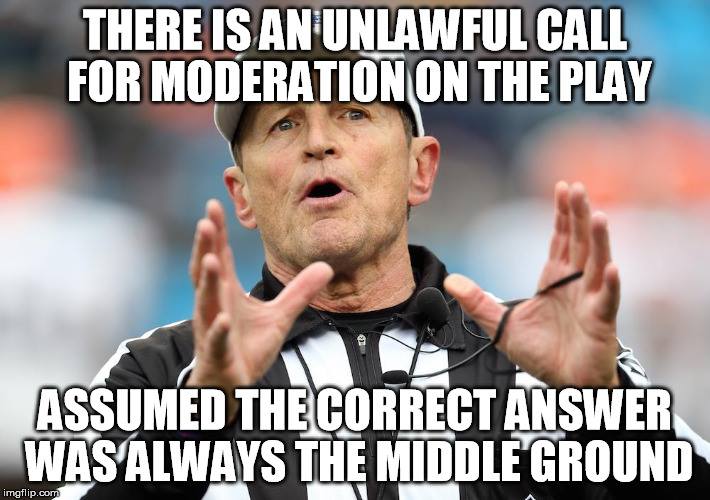 THERE IS AN UNLAWFUL CALL
FOR MODERATION ON THE PLAY
ASSUMED THE CORRECT ANSWER
WAS ALWAYS THE MIDDLE GROUND
imgflip.com